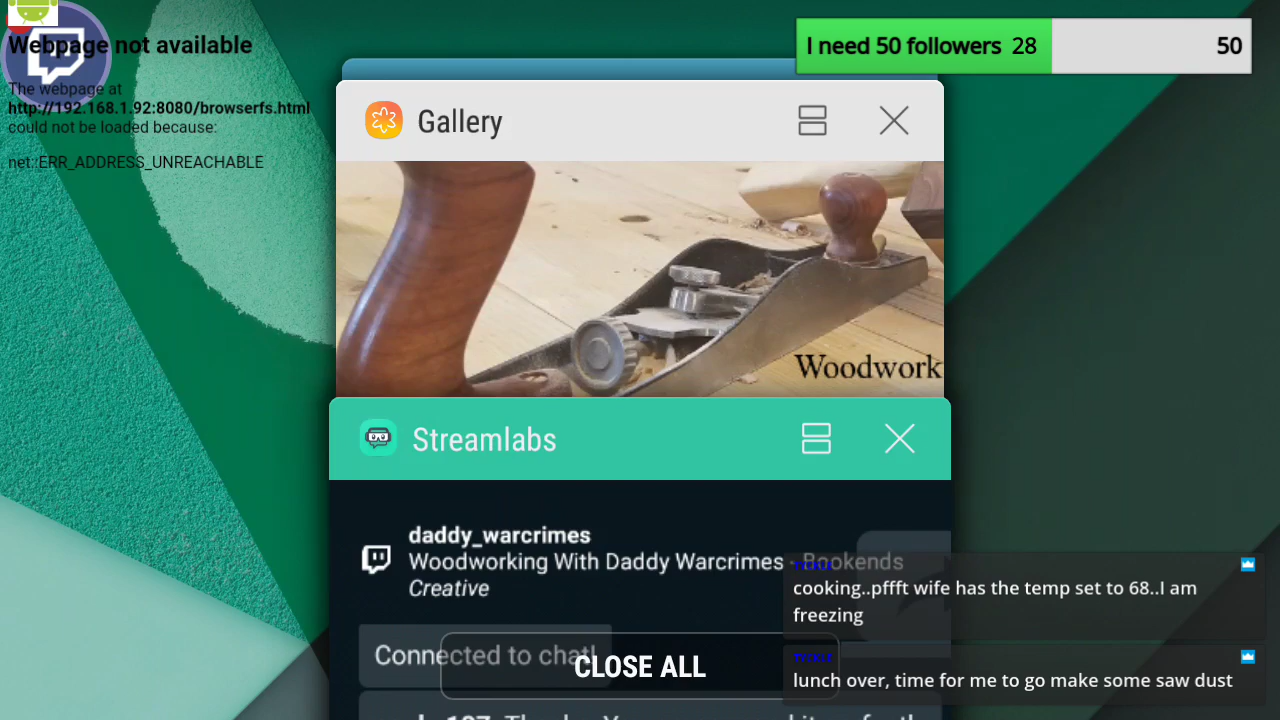 Webpage not available
The webpage at
http://192.168.1.92:8080/browserfs.html
could not be loaded because:
net::ERR_ADDRESS_UNREACHABLE
I need 50 followers 28 50
Gallery
Woodwork
Streamlabs
daddy_warcrimes
Woodworking With Daddy Warcrimes - Bookends
Creative
Connected to chat!
CLOSE ALL
cooking..pffft wife has the temp set to 68..I am
freezing
lunch over, time for me to go make some saw dust